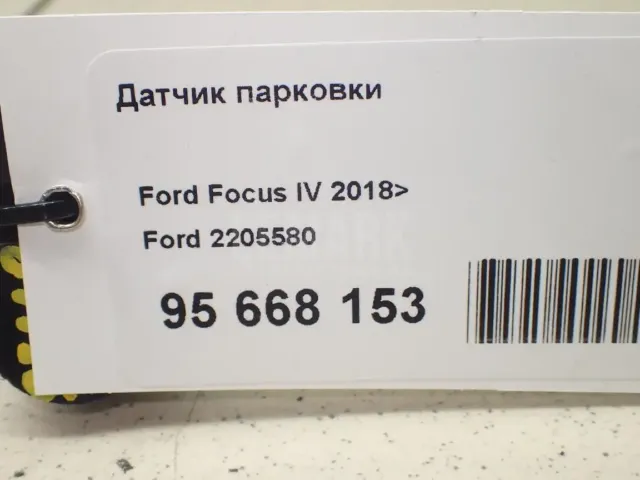 Датчик парковки
Ford Focus IV 2018>
Ford 2205580
95 668 153